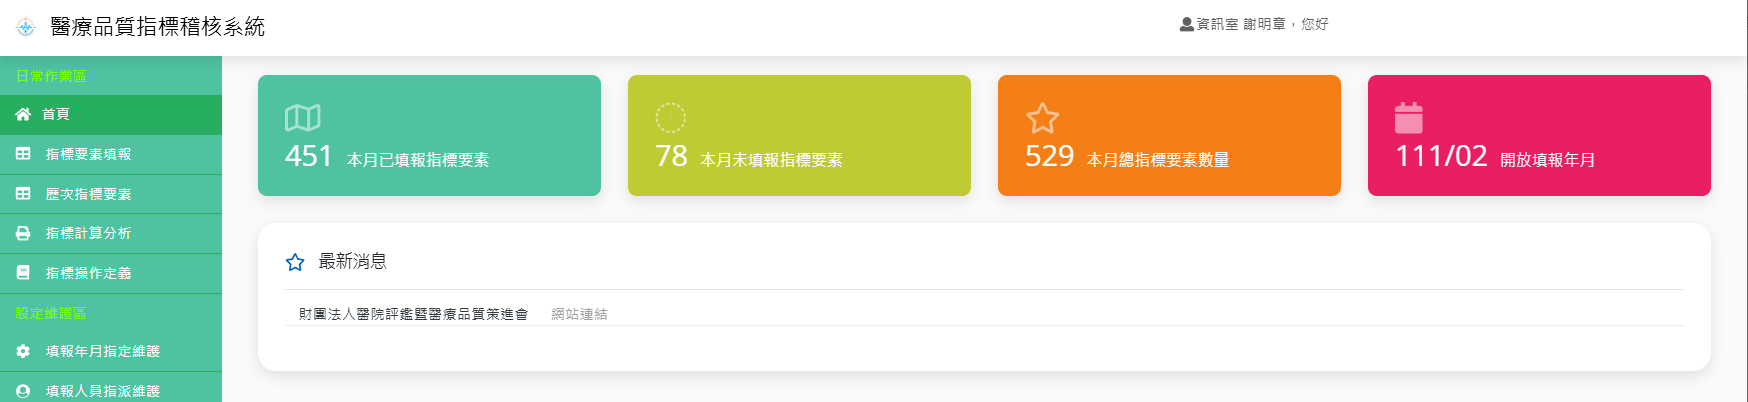 醫療品質指標稽核系統
資訊室 謝明章，您好
日常作業區
首頁
指標要素填報
歷次指標要素
指標計算分析
指標操作定義
設定維護區
填報年月指定維護
填報人員指派維護
451 本月已填報指標要素
78 本月未填報指標要素
529 本月總指標要素數量
111/02 開放填報年月
最新消息
財團法人醫院評鑑暨醫療品質策進會 網站連結